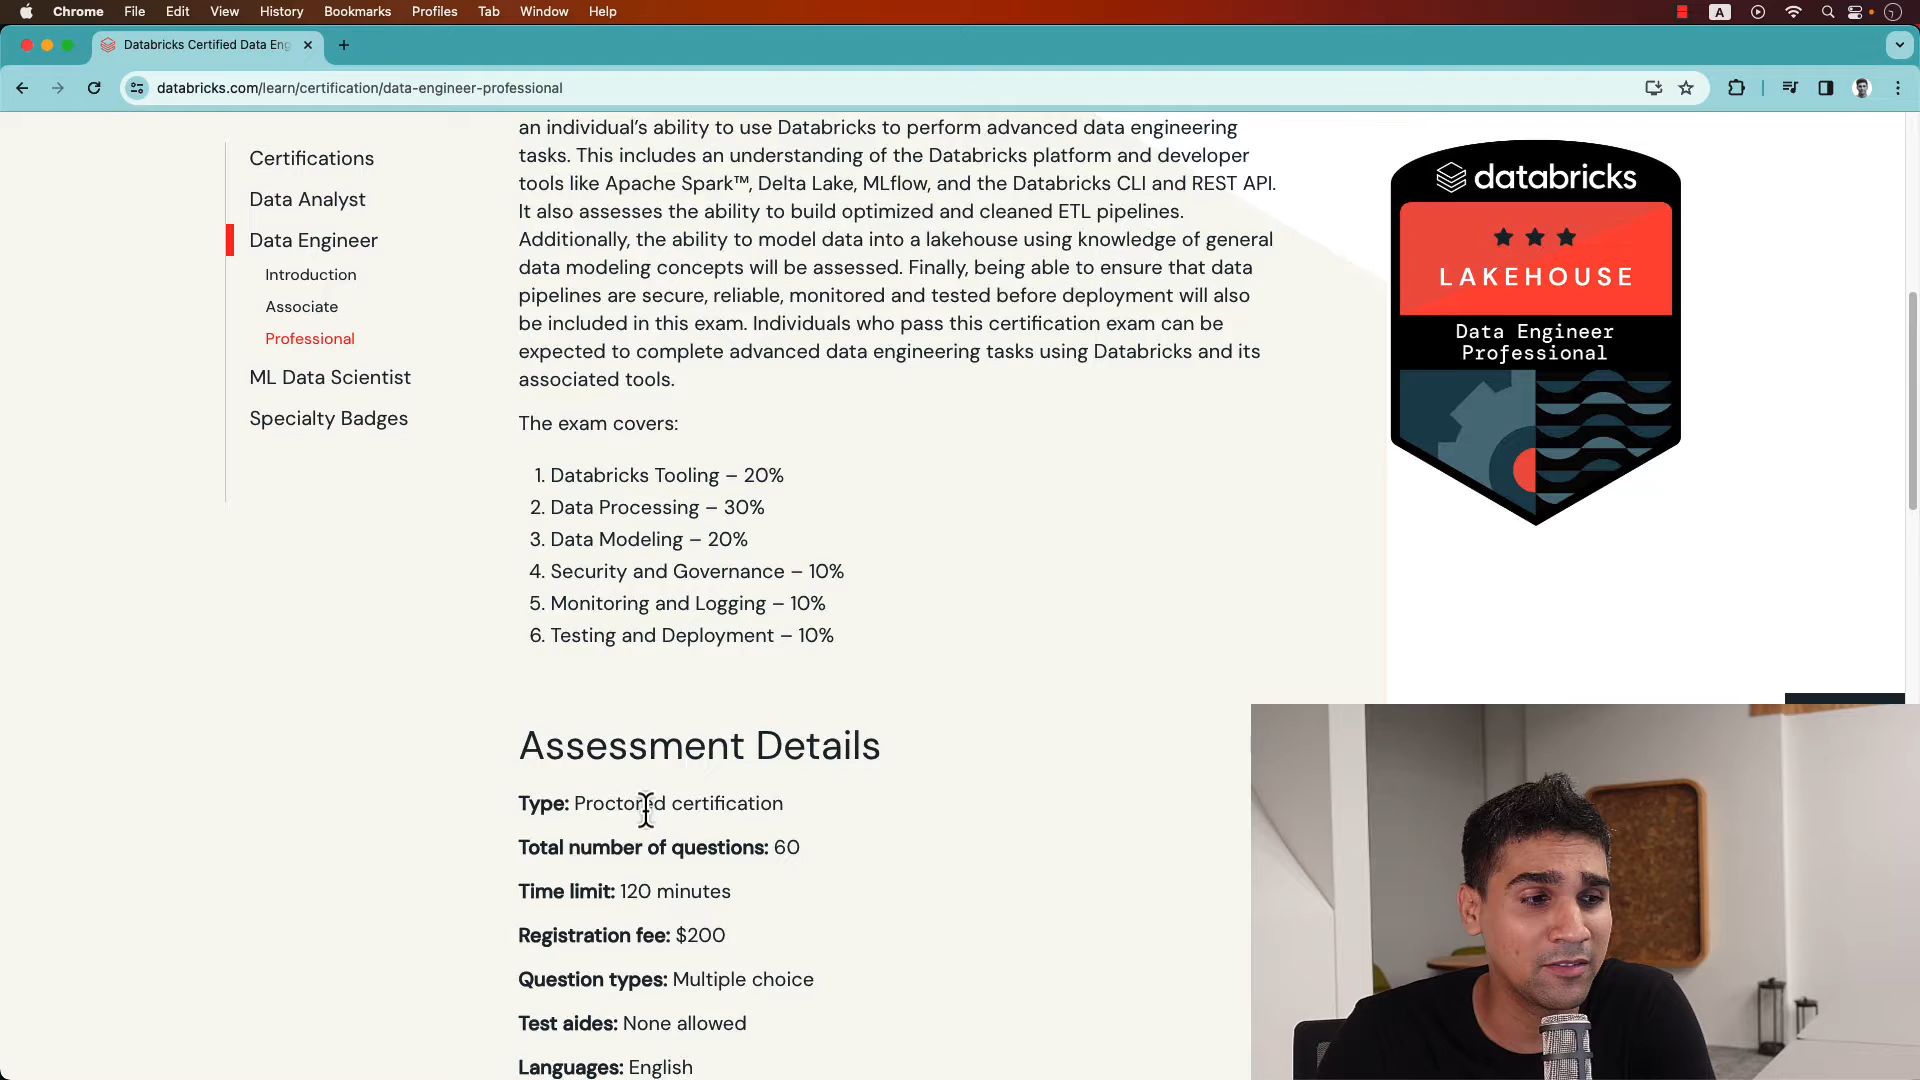 Chrome File Edit View History Bookmarks Profiles Tab Window Help A
Databricks Certified Data Eng
databricks.com/learn/certification/data-engineer-professional
Certifications
Data Analyst
Data Engineer
Introduction
Associate
Professional
ML Data Scientist
Specialty Badges
an individual's ability to use Databricks to perform advanced data engineering
tasks. This includes an understanding of the Databricks platform and developer
tools like Apache Spark™, Delta Lake, MLflow, and the Databricks CLI and REST API.
It also assesses the ability to build optimized and cleaned ETL pipelines.
Additionally, the ability to model data into a lakehouse using knowledge of general
data modeling concepts will be assessed. Finally, being able to ensure that data
pipelines are secure, reliable, monitored and tested before deployment will also
be included in this exam. Individuals who pass this certification exam can be
expected to complete advanced data engineering tasks using Databricks and its
associated tools.
The exam covers:
1. Databricks Tooling – 20%
2. Data Processing – 30%
3. Data Modeling – 20%
4. Security and Governance – 10%
5. Monitoring and Logging – 10%
6. Testing and Deployment – 10%
Assessment Details
Type: Proctored certification
Total number of questions: 60
Time limit: 120 minutes
Registration fee: $200
Question types: Multiple choice
Test aides: None allowed
Languages: English
databricks
LAKEHOUSE
Data Engineer
Professional